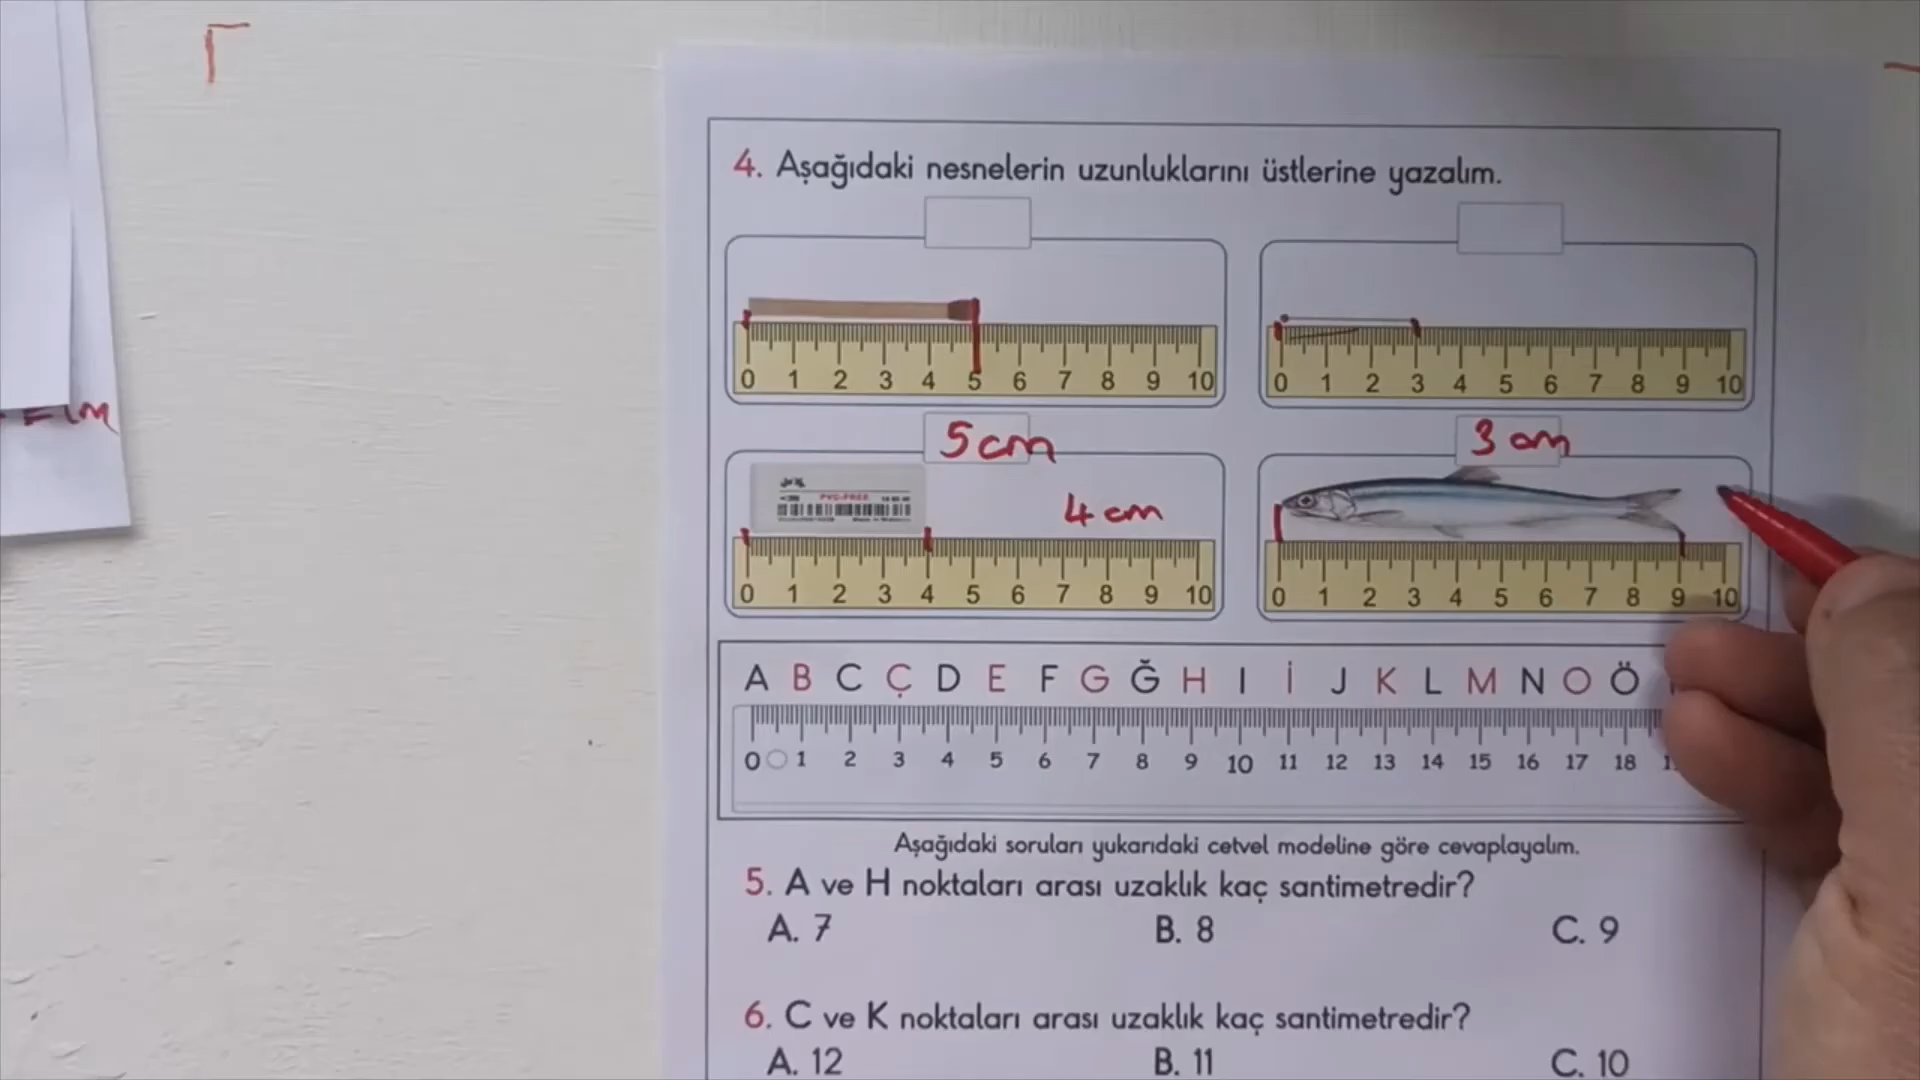 = 1m
4. Aşağıdaki nesnelerin uzunluklarını üstlerine yazalım.
0 1 2 3 4 5 6 7 8 9 10
0 1 2 3 4 5 6 7 8 9 10
5 cm
3 cm
PVC-FREE
4 cm
0 1 2 3 4 5 6 7 8 9 10
0 1 2 3 4 5 6 7 8 9 10
A B C Ç D E F G Ğ H I İ J K L M N O Ö
0 1 2 3 4 5 6 7 8 9 10 11 12 13 14 15 16 17 18
Aşağıdaki soruları yukarıdaki cetvel modeline göre cevaplayalım.
5. A ve H noktaları arası uzaklık kaç santimetredir?
A. 7 B. 8 C. 9
6. C ve K noktaları arası uzaklık kaç santimetredir?
A. 12 B. 11 C. 10